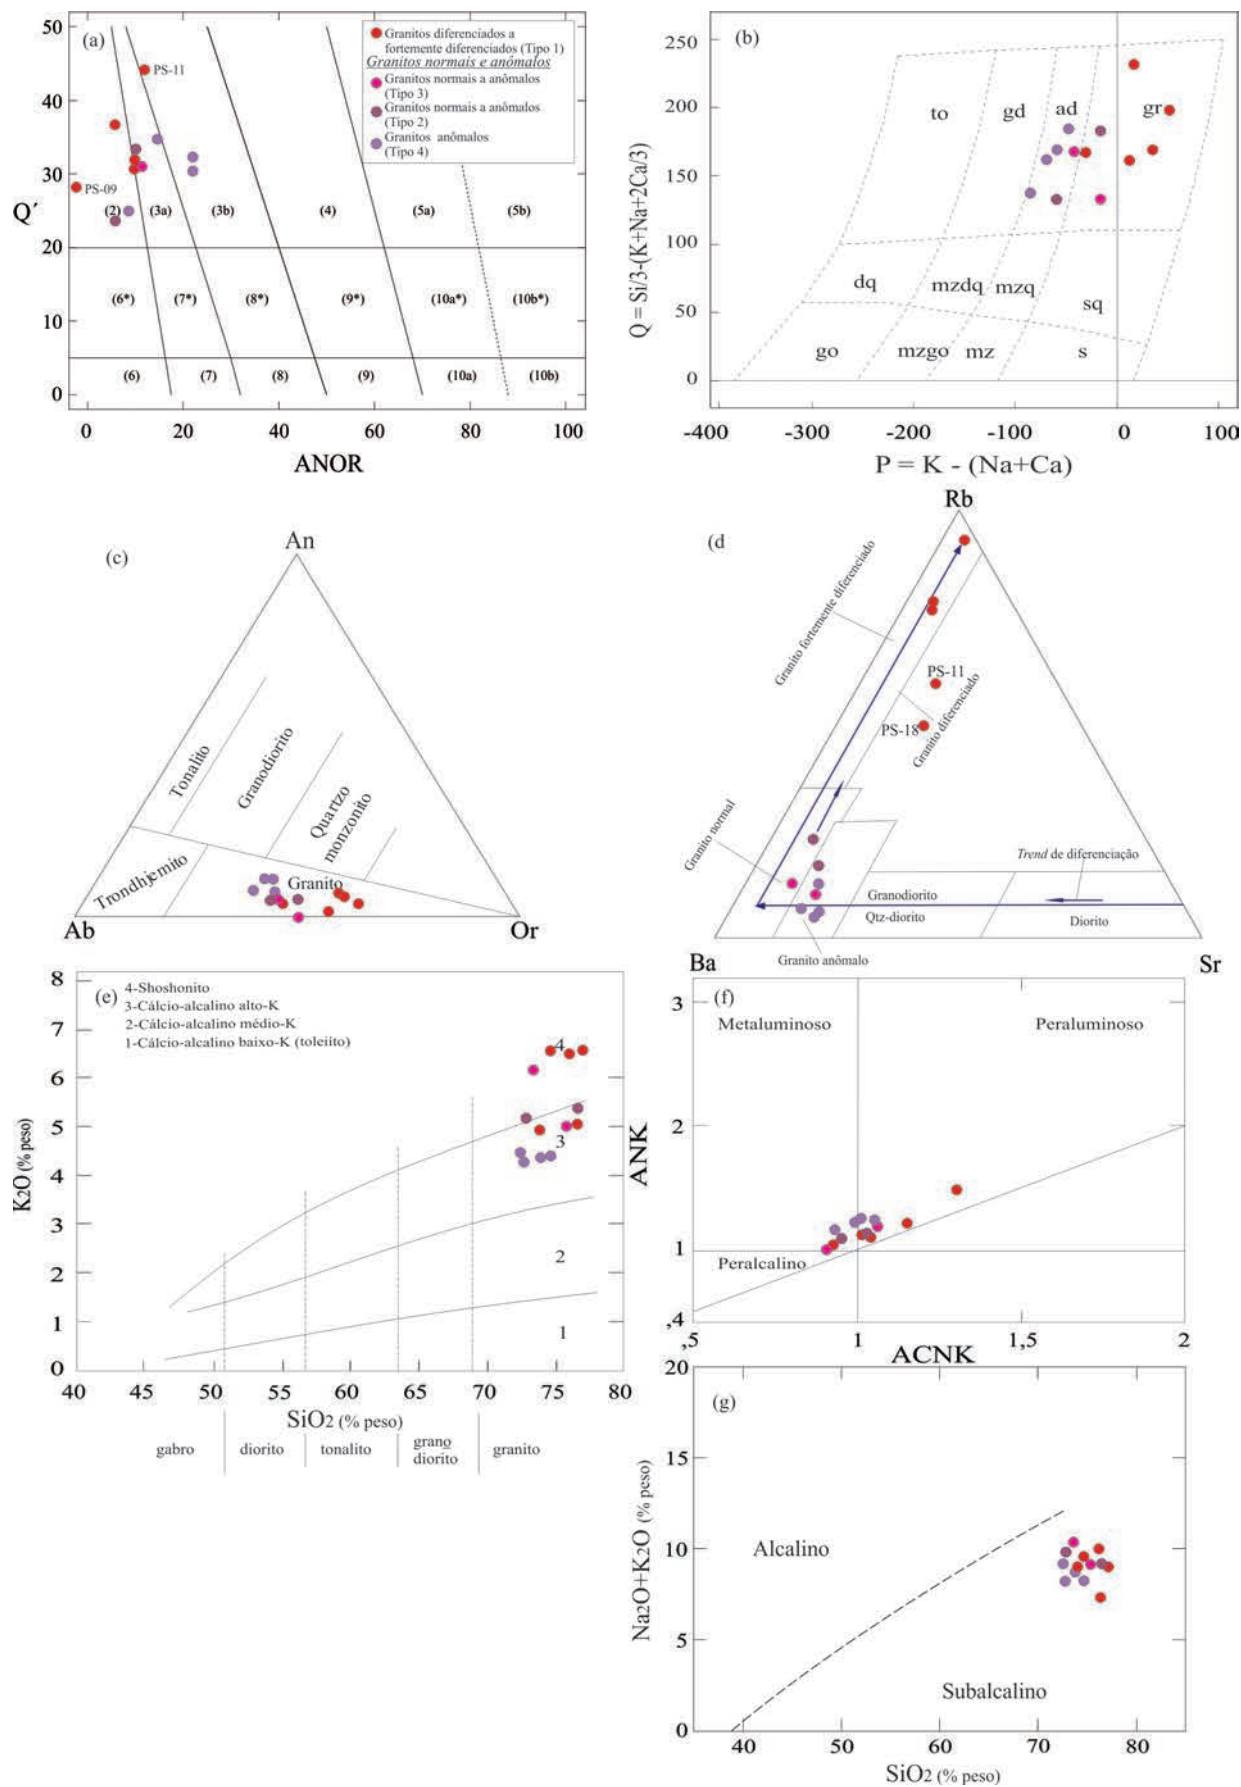 (a)
Granitos diferenciados a
fortemente diferenciados (Tipo 1)
Granitos normais e anômalos
Granitos normais a anômalos
(Tipo 3)
Granitos normais a anômalos
(Tipo 2)
Granitos anômalos
(Tipo 4)
PS-11
PS-09
50
40
30
20
10
0
Q´
(2) (3a) (3b) (4) (5a) (5b)
(6*) (7*) (8*) (9*) (10a*) (10b*)
(6) (7) (8) (9) (10a) (10b)
0 20 40 60 80 100
ANOR
(b)
250
200
150
100
50
0
Q = Si/3-(K+Na+2Ca/3)
to gd ad gr
dq mzdq mzq sq
go mzgo mz s
-400 -300 -200 -100 0 100
P = K - (Na+Ca)
(c)
An
Tonalito
Granodiorito
Quartzo
monzonito
Trondhjemito
Granito
Ab
Or
(d)
Rb
Granito fortemente diferenciado
PS-11
PS-18
Granito diferenciado
Granito normal
Trend de diferenciação
Granodiorito
Qtz-diorito
Diorito
Granito anômalo
Ba
Sr
(e)
4-Shoshonito
3-Cálcio-alcalino alto-K
2-Cálcio-alcalino médio-K
1-Cálcio-alcalino baixo-K (toleiito)
8
7
6
5
4
3
2
1
0
K2O (% peso)
4
3
2
1
40 45 50 55 60 65 70 75 80
SiO2 (% peso)
gabro
diorito
tonalito
grano
diorito
granito
(f)
3
2
1
,4
ANK
Metaluminoso
Peraluminoso
Peralcalino
,5 1 1,5 2
ACNK
(g)
20
15
10
5
0
Na2O+K2O (% peso)
Alcalino
Subalcalino
40 50 60 70 80
SiO2 (% peso)